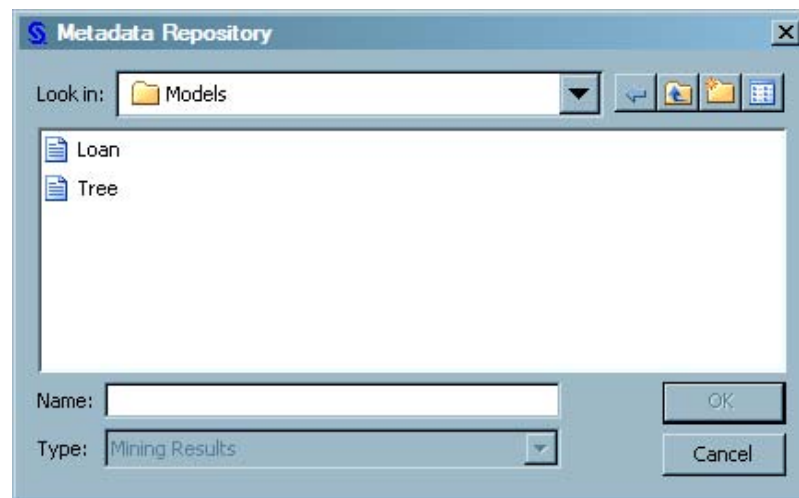 Metadata Repository
Look in: Models
Loan
Tree
Name:
OK
Type: Mining Results
Cancel